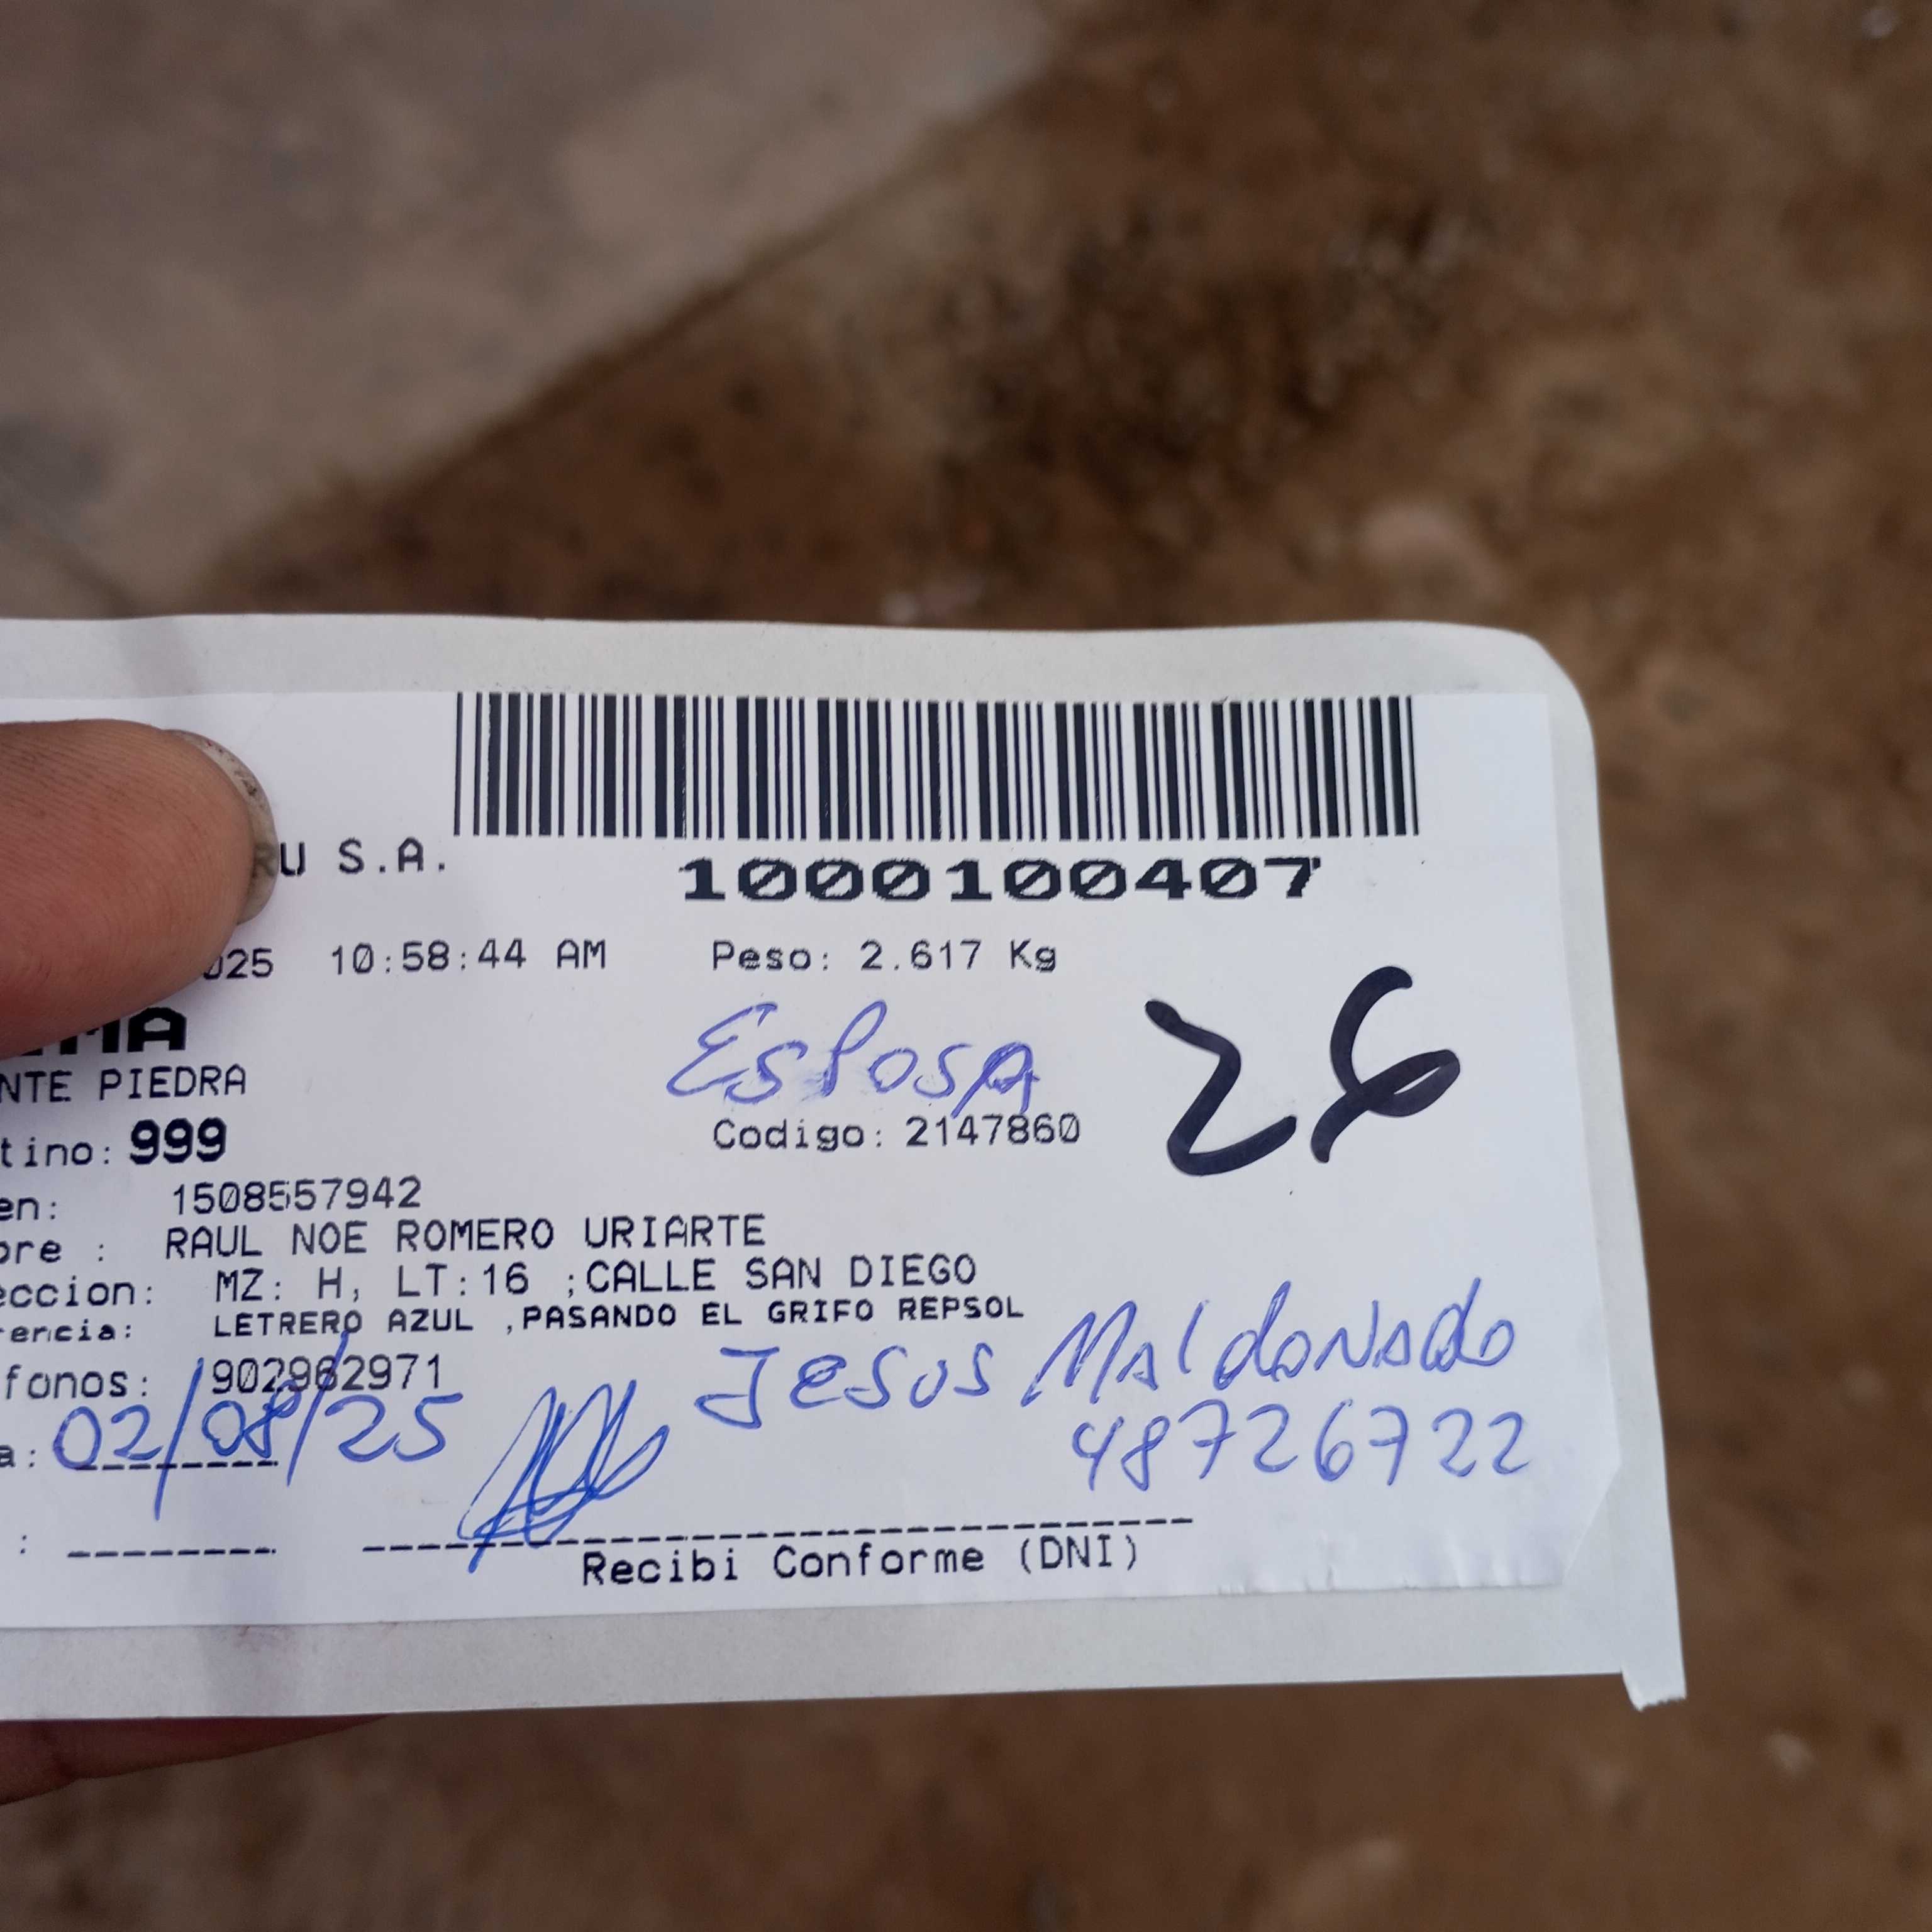 RU S.A.
1000100407
025 10:58:44 AM Peso: 2.617 Kg
MA
Esposa
26
NTE PIEDRA
tino: 999
Codigo: 2147860
en: 1508557942
bre : RAUL NOE ROMERO URIARTE
eccion: MZ: H, LT:16 ;CALLE SAN DIEGO
rencia: LETRERO AZUL ,PASANDO EL GRIFO REPSOL
fonos: 902962971
Jesus Maldonado
a: 02/08/25
48726722
Recibi Conforme (DNI)